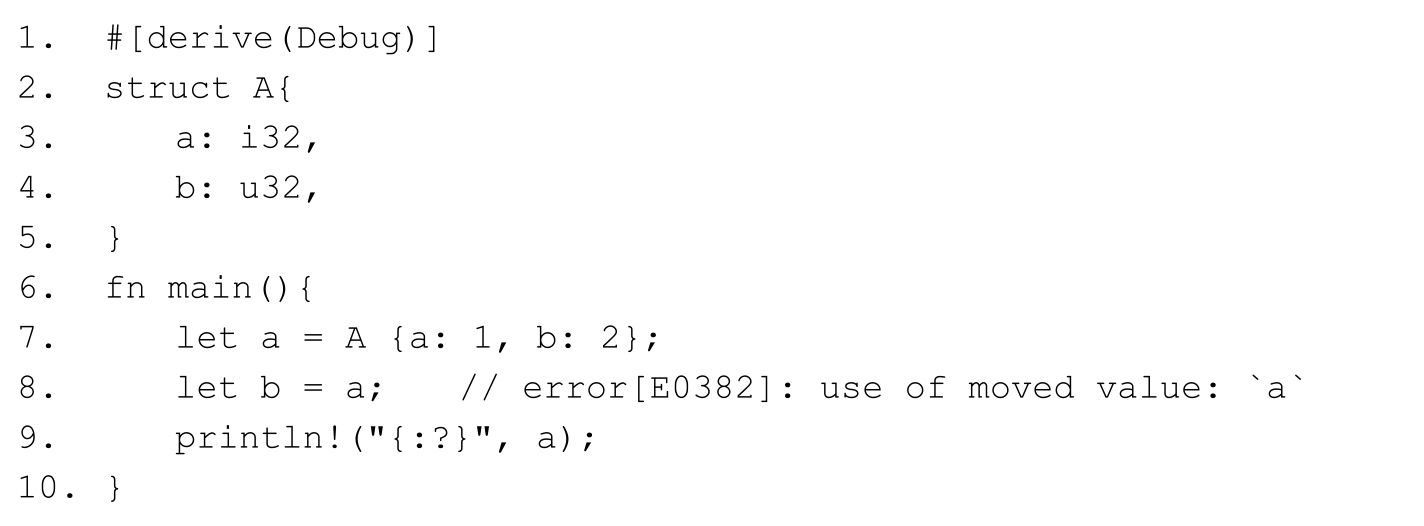 1. #[derive(Debug)]
2. struct A{
3. a: i32,
4. b: u32,
5. }
6. fn main(){
7. let a = A {a: 1, b: 2};
8. let b = a; // error[E0382]: use of moved value: `a`
9. println!("{:?}", a);
10. }